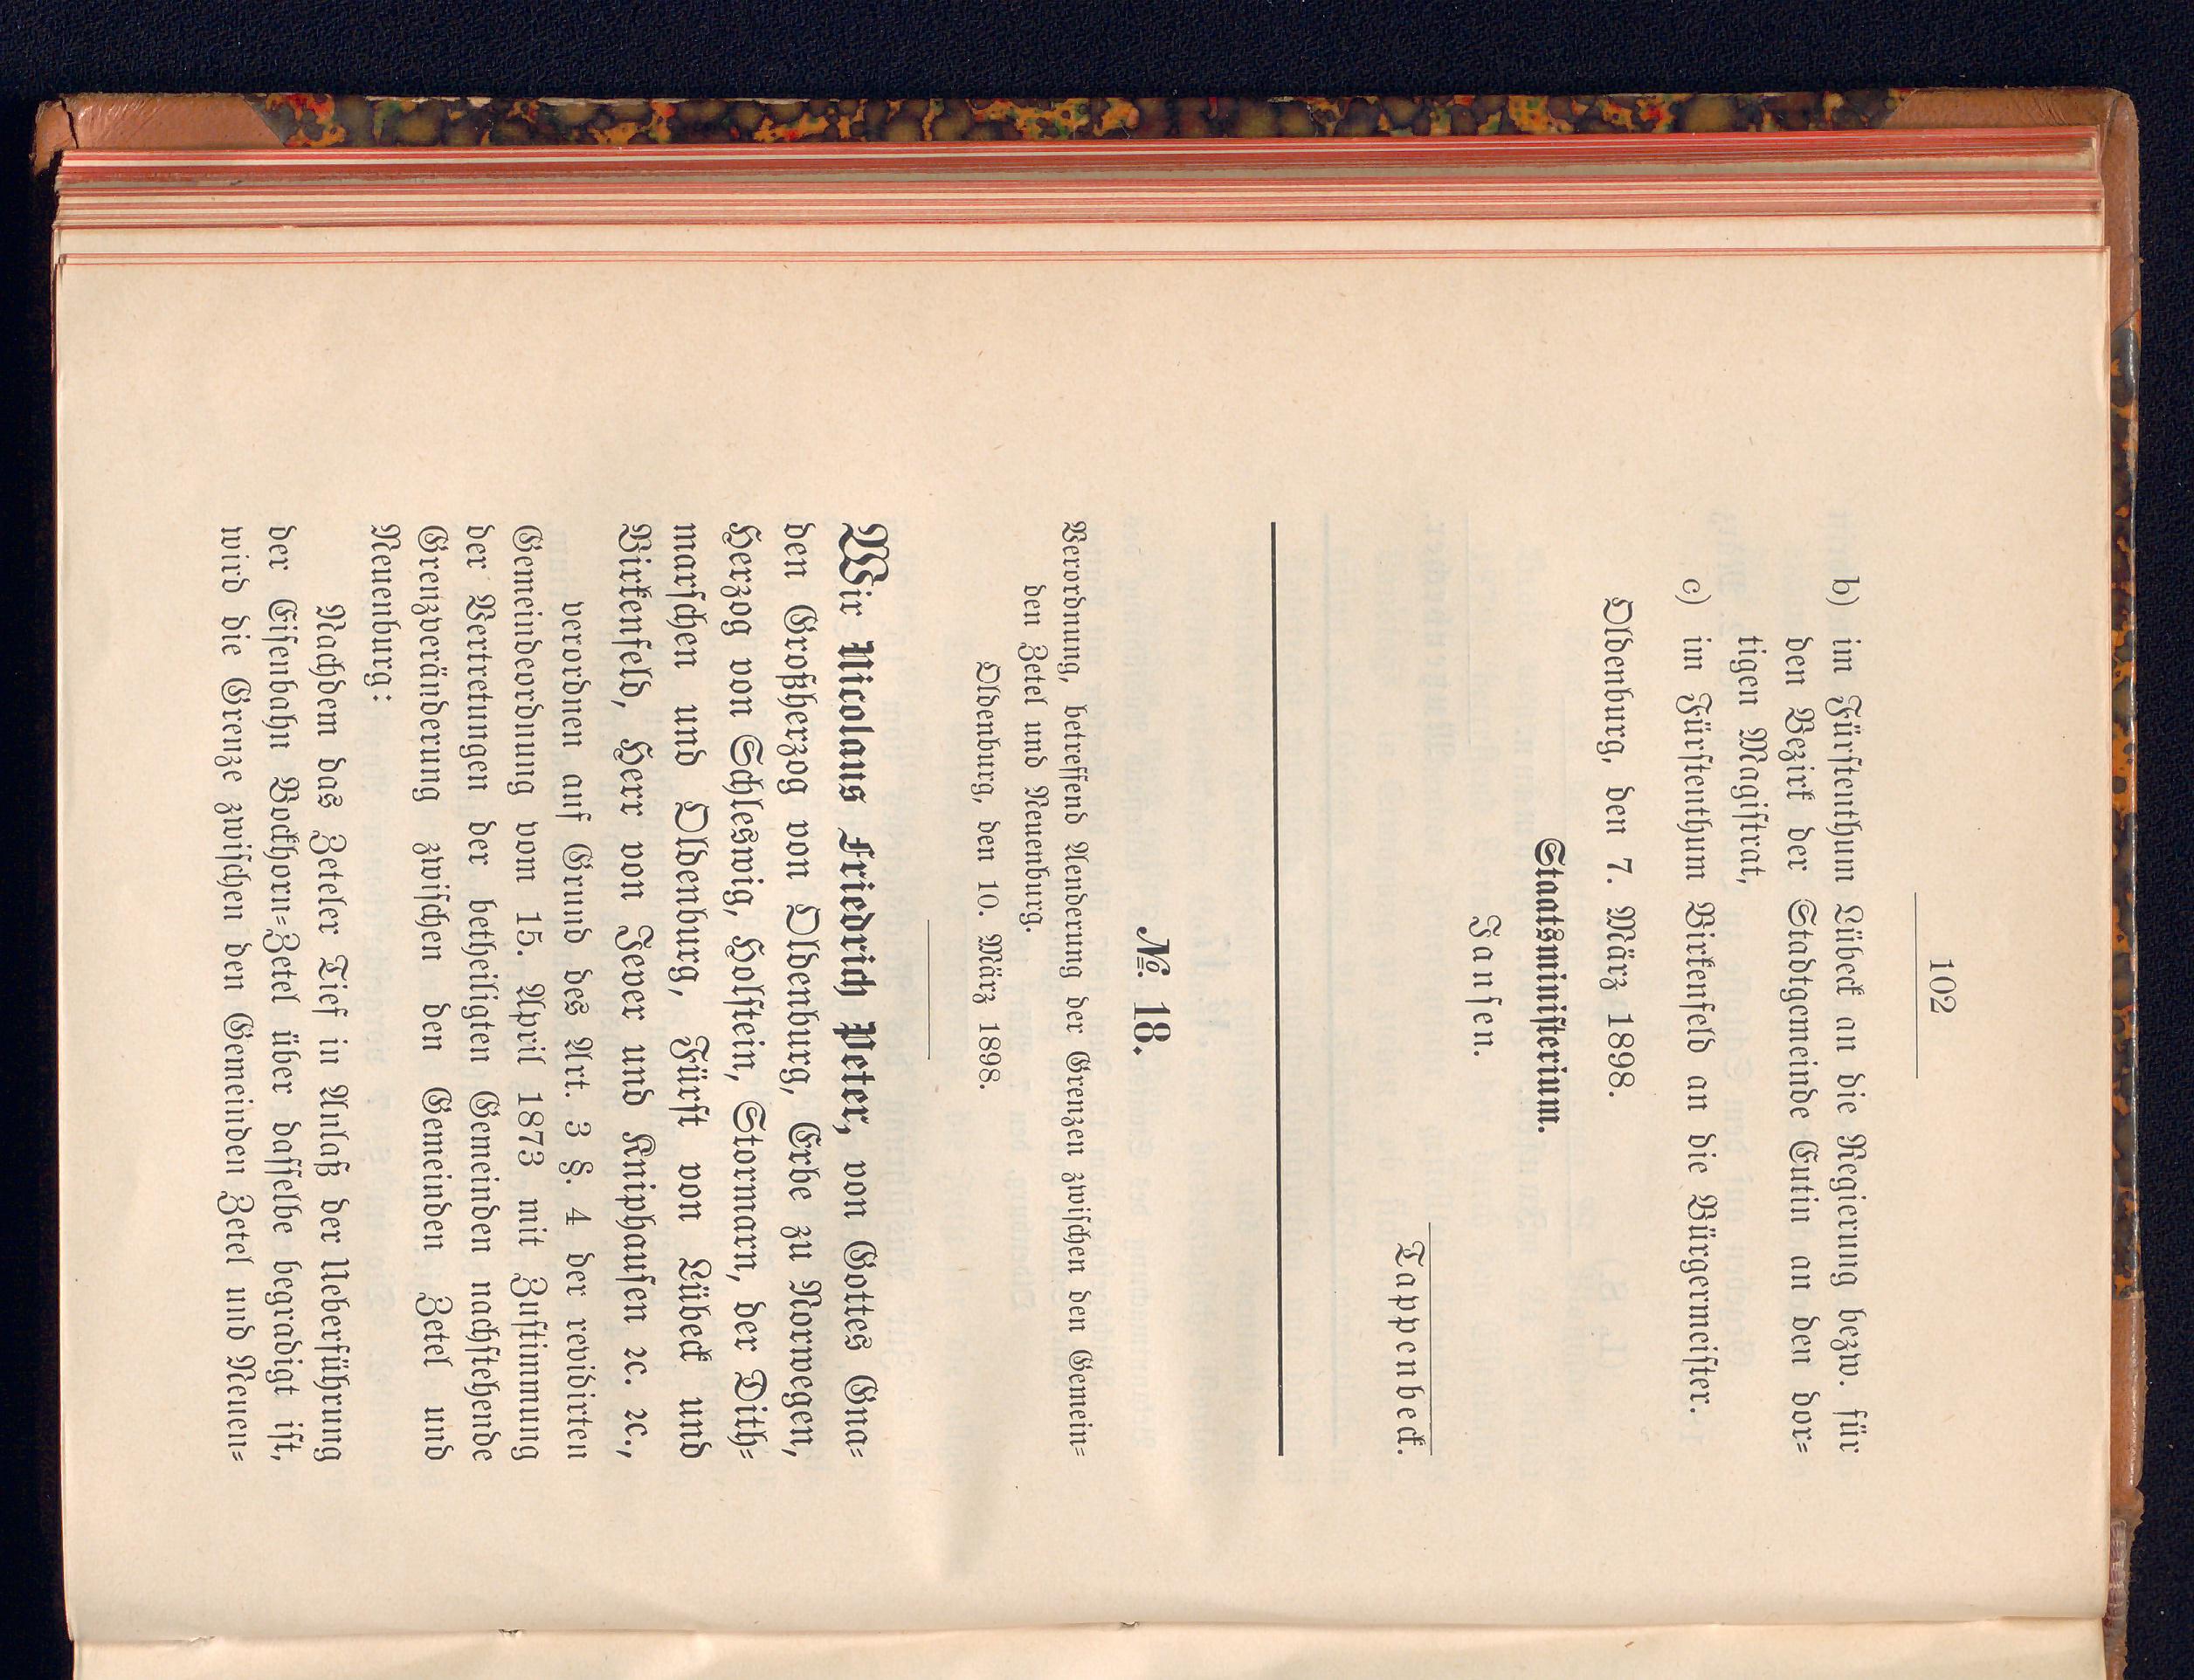 102
b) im Fürstenthum Lübeck an die Regierung bezw. für
den Bezirk der Stadtgemeinde Eutin an den dor=
tigen Magistrat,
c) im Fürstenthum Birkenfeld an die Bürgermeister.
Oldenburg, den 7. März 1898.
Staatsministerium.
Jansen.
Tappenbeck.
№. 18.
Verordnung, betreffend Aenderung der Grenzen zwischen den Gemein=
den Zetel und Neuenburg.
Oldenburg, den 10. März 1898.
Wir Nicolaus Friedrich Peter, von Gottes Gna=
den Großherzog von Oldenburg, Erbe zu Norwegen,
Herzog von Schleswig, Holstein, Stormarn, der Dith=
marschen und Oldenburg, Fürst von Lübeck und
Birkenfeld, Herr von Jever und Kniphausen ꝛc. ꝛc.,
verordnen auf Grund des Art. 3 §. 4 der revidirten
Gemeindeordnung vom 15. April 1873 mit Zustimmung
der Vertretungen der betheiligten Gemeinden nachstehende
Grenzveränderung zwischen den Gemeinden Zetel und
Neuenburg:
Nachdem das Zeteler Tief in Anlaß der Ueberführung
der Eisenbahn Bockhorn=Zetel über dasselbe begradigt ist,
wird die Grenze zwischen den Gemeinden Zetel und Neuen=